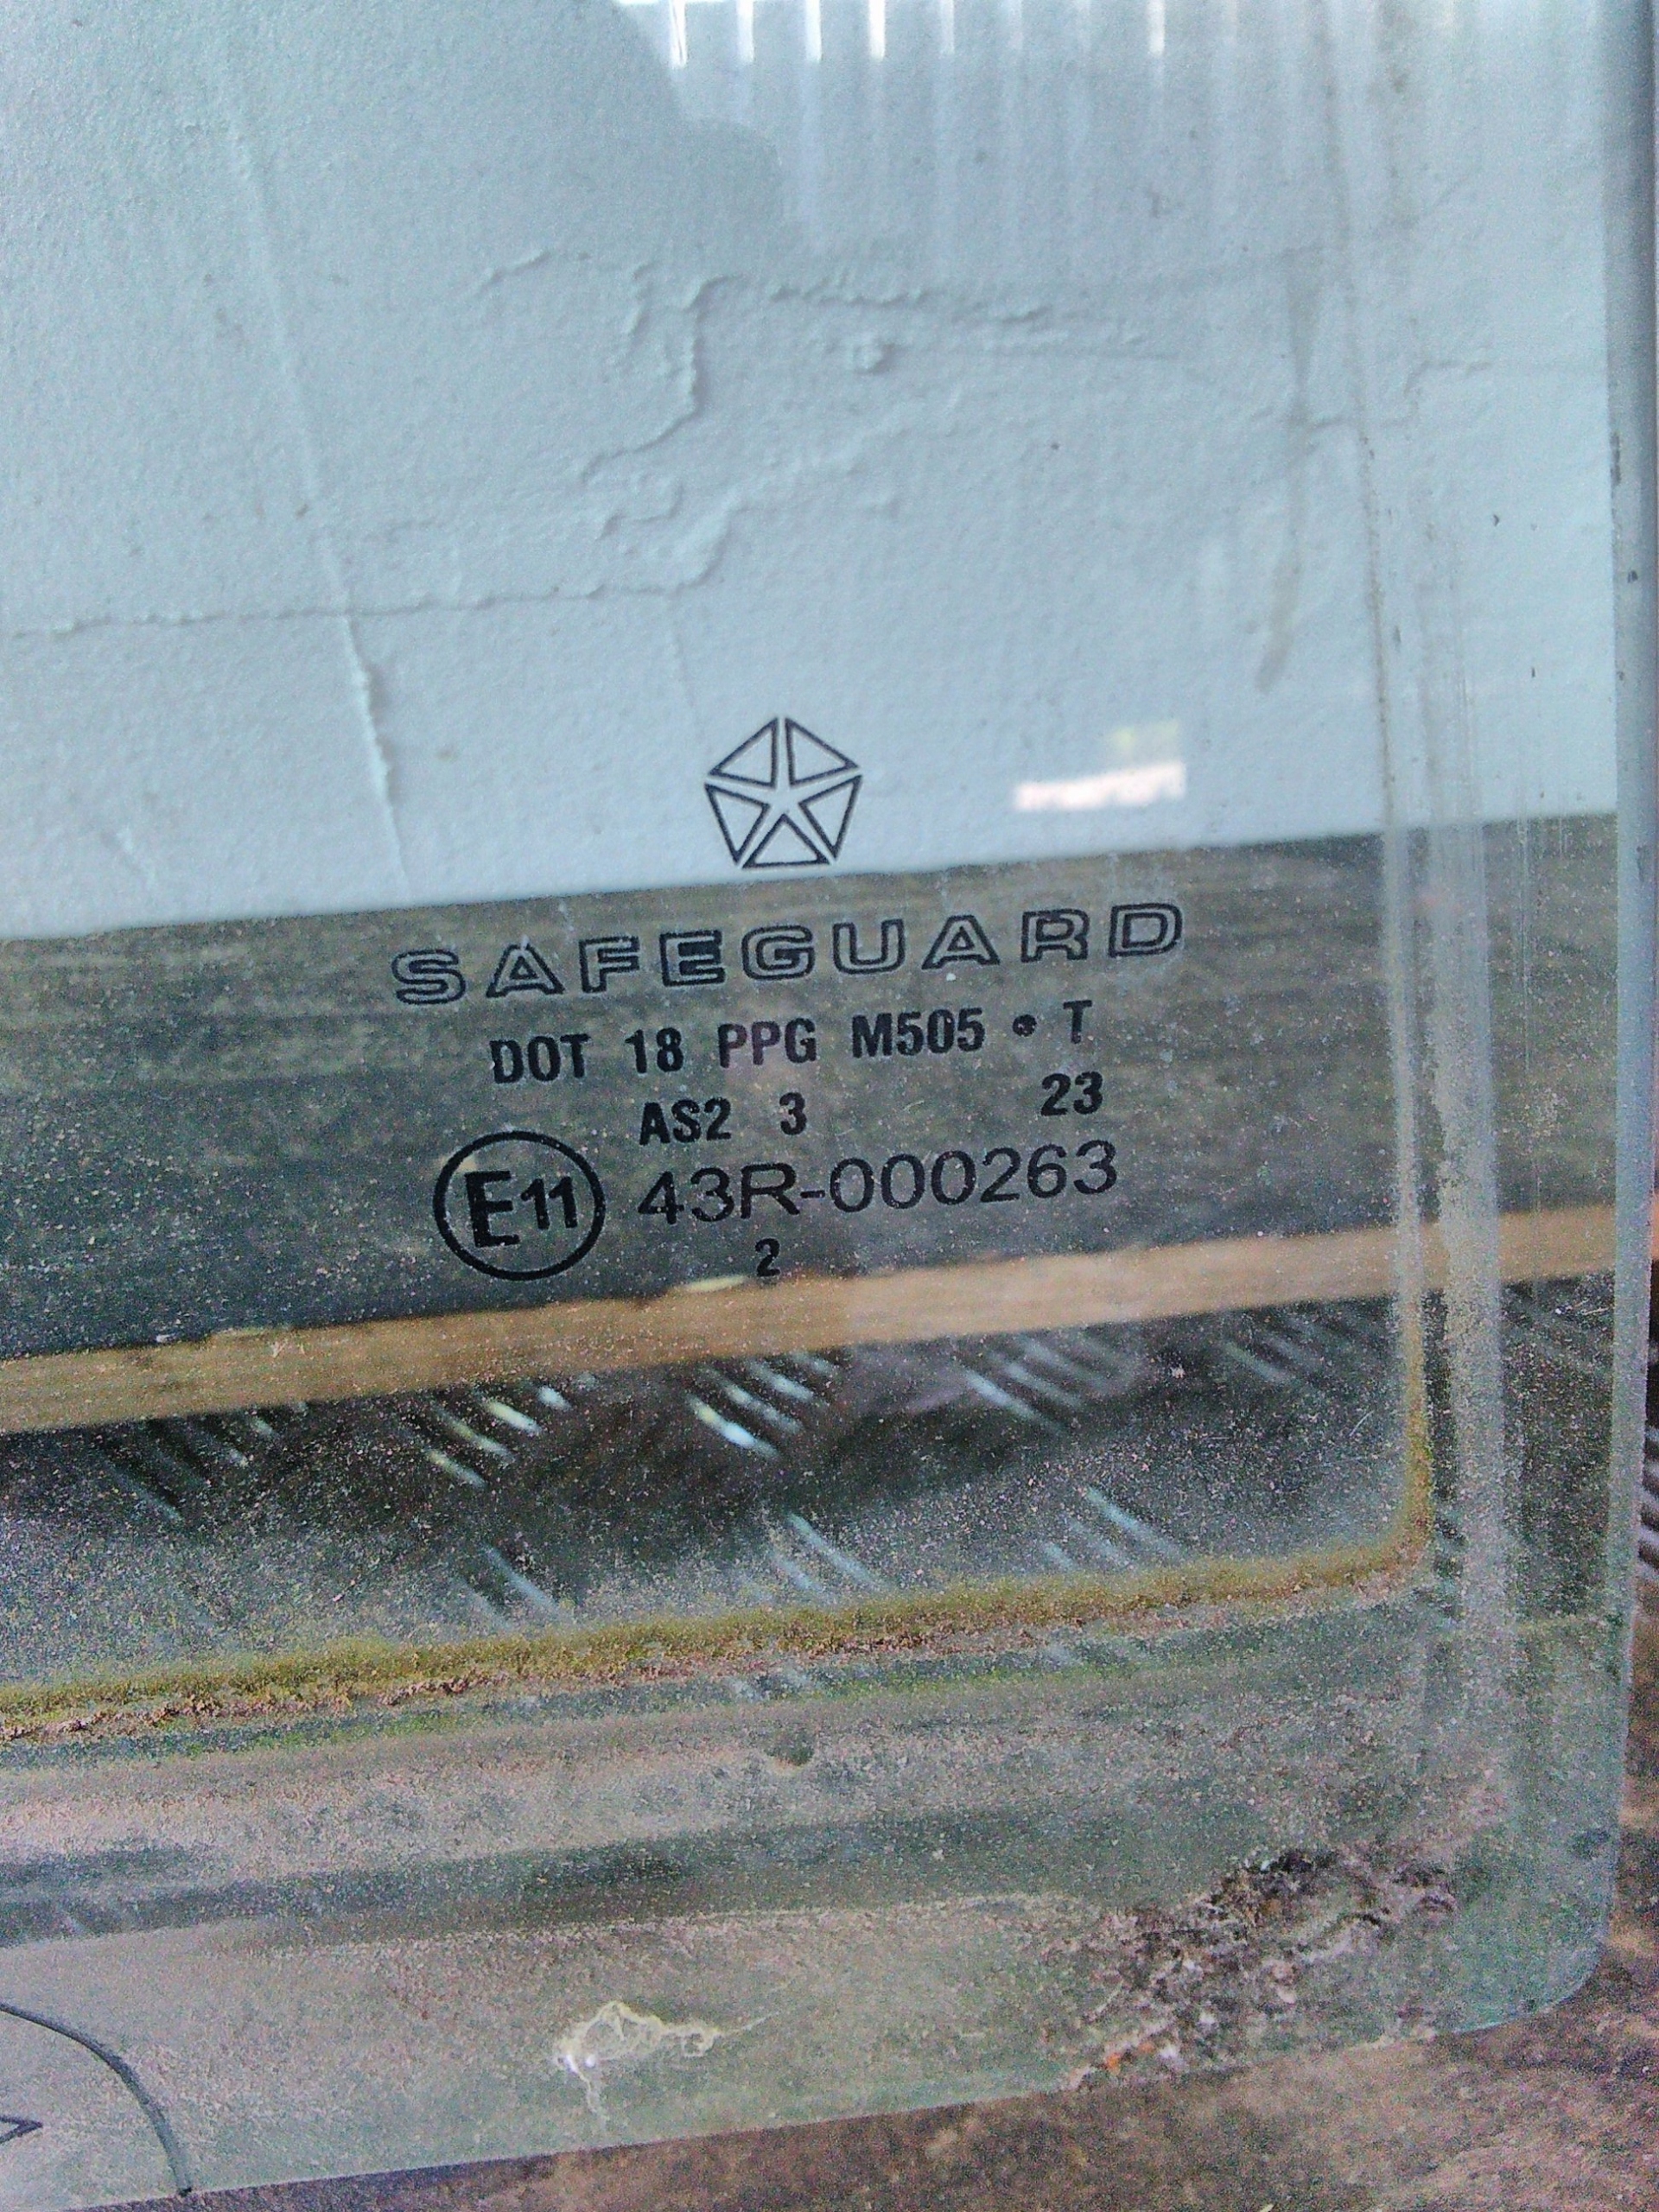 SAFEGUARD
DOT 18 PPG M505 • T
AS2 3 23
E11 43R-000263
2